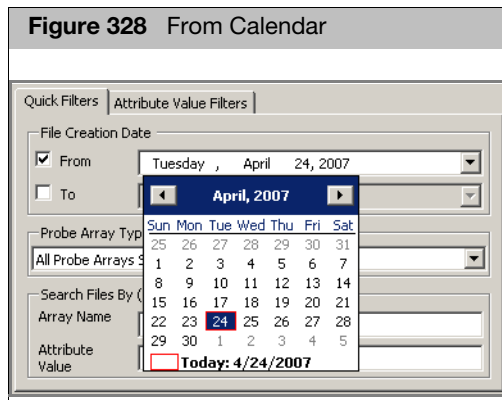 Figure 328 From Calendar
Quick Filters Attribute Value Filters
File Creation Date
From Tuesday , April 24, 2007
To
April, 2007
Sun Mon Tue Wed Thu Fri Sat
25 26 27 28 29 30 31
1 2 3 4 5 6 7
8 9 10 11 12 13 14
15 16 17 18 19 20 21
22 23 24 25 26 27 28
29 30 1 2 3 4 5
Today: 4/24/2007
Probe Array Typ
All Probe Arrays S
Search Files By (
Array Name
Attribute
Value